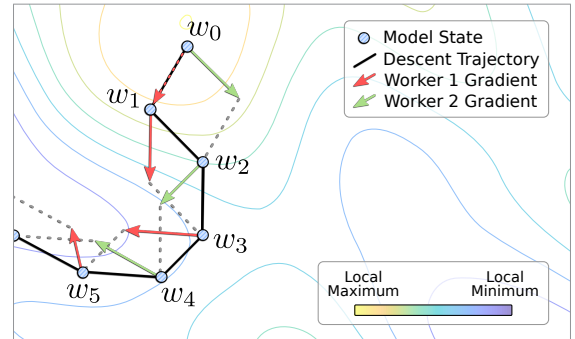 w₀
Model State
Descent Trajectory
Worker 1 Gradient
Worker 2 Gradient
w₁
w₂
w₃
w₄
w₅
Local Maximum
Local Minimum